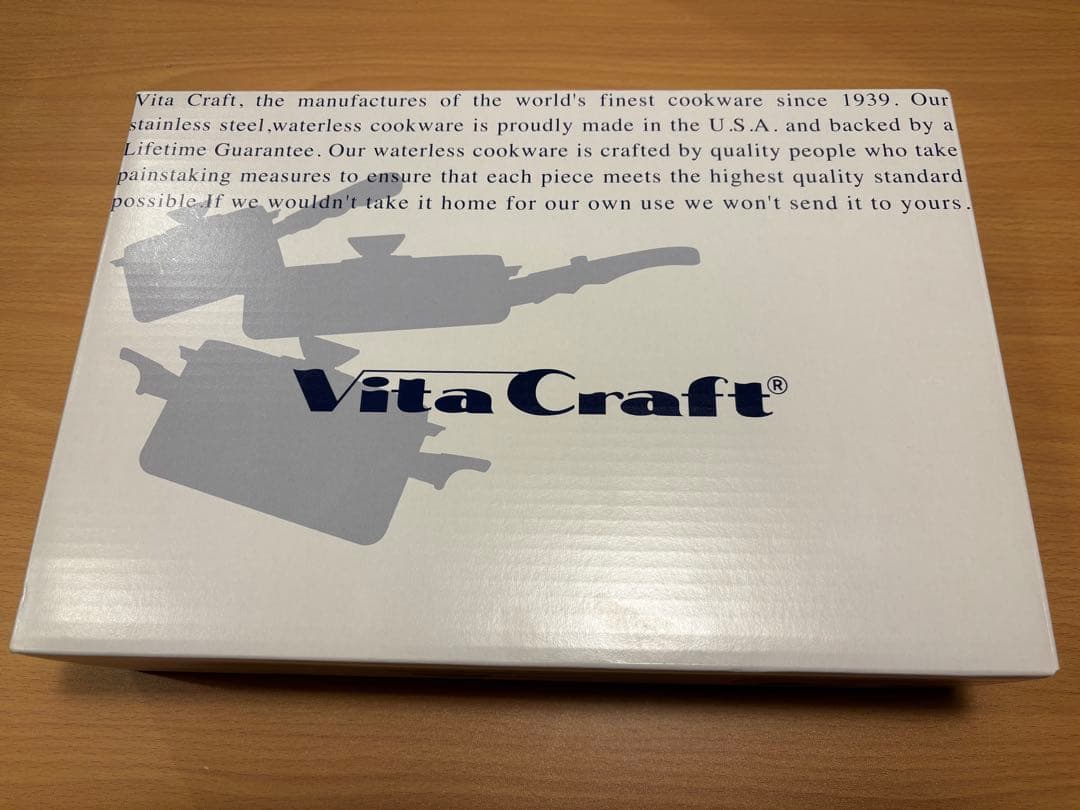 Vita Craft, the manufactures of the world's finest cookware since 1939. Our
stainless steel,waterless cookware is proudly made in the U.S.A. and backed by a
Lifetime Guarantee. Our waterless cookware is crafted by quality people who take
painstaking measures to ensure that each piece meets the highest quality standard
possible.If we wouldn't take it home for our own use we won't send it to yours.
Vita Craft®